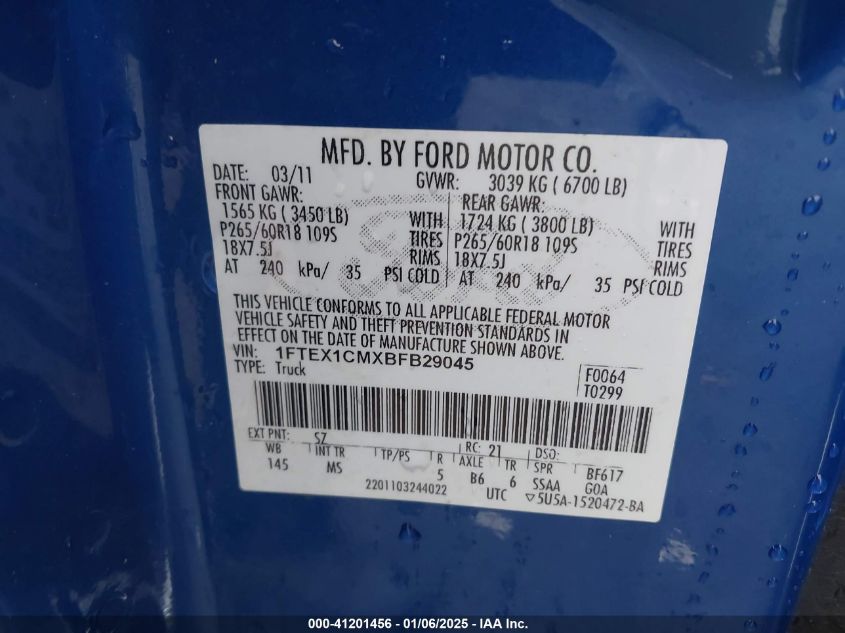 MFD. BY FORD MOTOR CO.
DATE: 03/11 GVWR: 3039 KG ( 6700 LB)
FRONT GAWR: REAR GAWR:
1565 KG ( 3450 LB) WITH 1724 KG ( 3800 LB) WITH
P265/60R18 109S TIRES P265/60R18 109S TIRES
18X7.5J RIMS 18X7.5J RIMS
AT 240 kPa/ 35 PSI COLD AT 240 kPa/ 35 PSI COLD
THIS VEHICLE CONFORMS TO ALL APPLICABLE FEDERAL MOTOR
VEHICLE SAFETY AND THEFT PREVENTION STANDARDS IN
EFFECT ON THE DATE OF MANUFACTURE SHOWN ABOVE.
VIN: 1FTEX1CMXBFB29045
TYPE: Truck
F0064
T0299
EXT PNT: SZ RC: 21 DSO:
WB INT TR TP/PS R AXLE TR SPR BF617
145 MS 5 B6 6 SSAA GOA
2201103244022 UTC ▽5U5A-1520472-BA
000-41201456 - 01/06/2025 - IAA Inc.